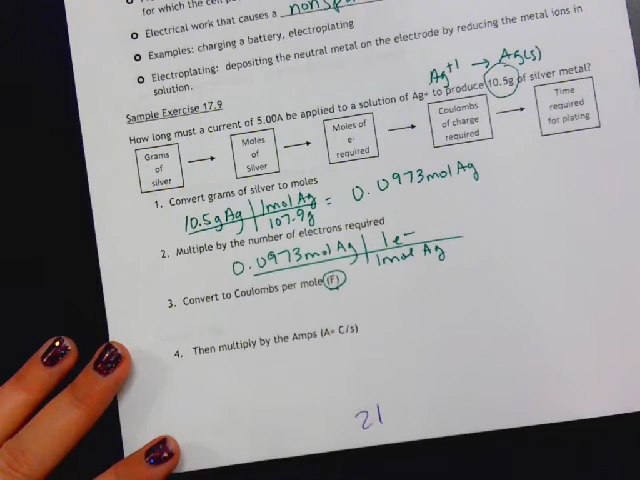 for which the cell po
Electrical work that causes a nonspo
Examples: charging a battery, electroplating
Electroplating: depositing the neutral metal on the electrode by reducing the metal ions in
solution.
Ag+1 → Ag(s)
Sample Exercise 17.9
How long must a current of 5.00A be applied to a solution of Ag+ to produce 10.5g of silver metal?
Grams of silver → Moles of Silver → Moles of e- required → Coulombs of charge required → Time required for plating
1. Convert grams of silver to moles
10.5g Ag | 1mol Ag = 0.0973mol Ag
107.9g
2. Multiple by the number of electrons required
0.0973mol Ag | 1e-
1mol Ag
3. Convert to Coulombs per mole (F)
4. Then multiply by the Amps (A= C/s)
21